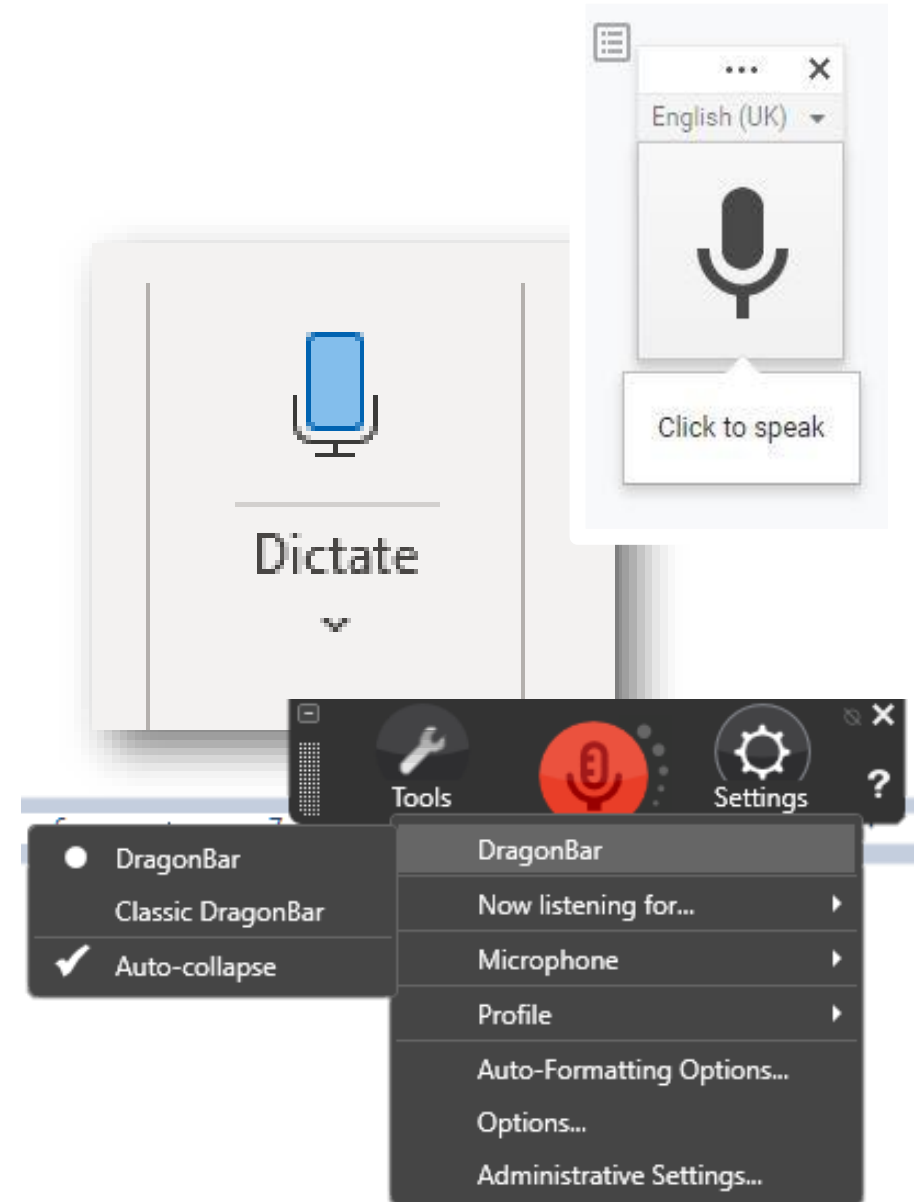 English (UK)
Click to speak
Dictate
Tools
Settings
?
DragonBar
Classic DragonBar
Auto-collapse
DragonBar
Now listening for...
Microphone
Profile
Auto-Formatting Options...
Options...
Administrative Settings...